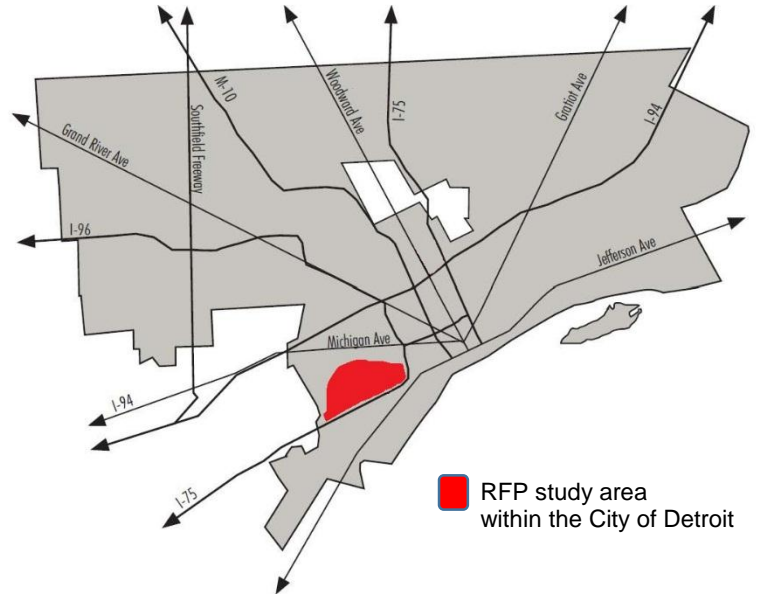 M-10
Woodward Ave
I-75
Gratiot Ave
I-94
Southfield Freeway
Grand River Ave
I-96
Jefferson Ave
Michigan Ave
I-94
I-75
RFP study area
within the City of Detroit